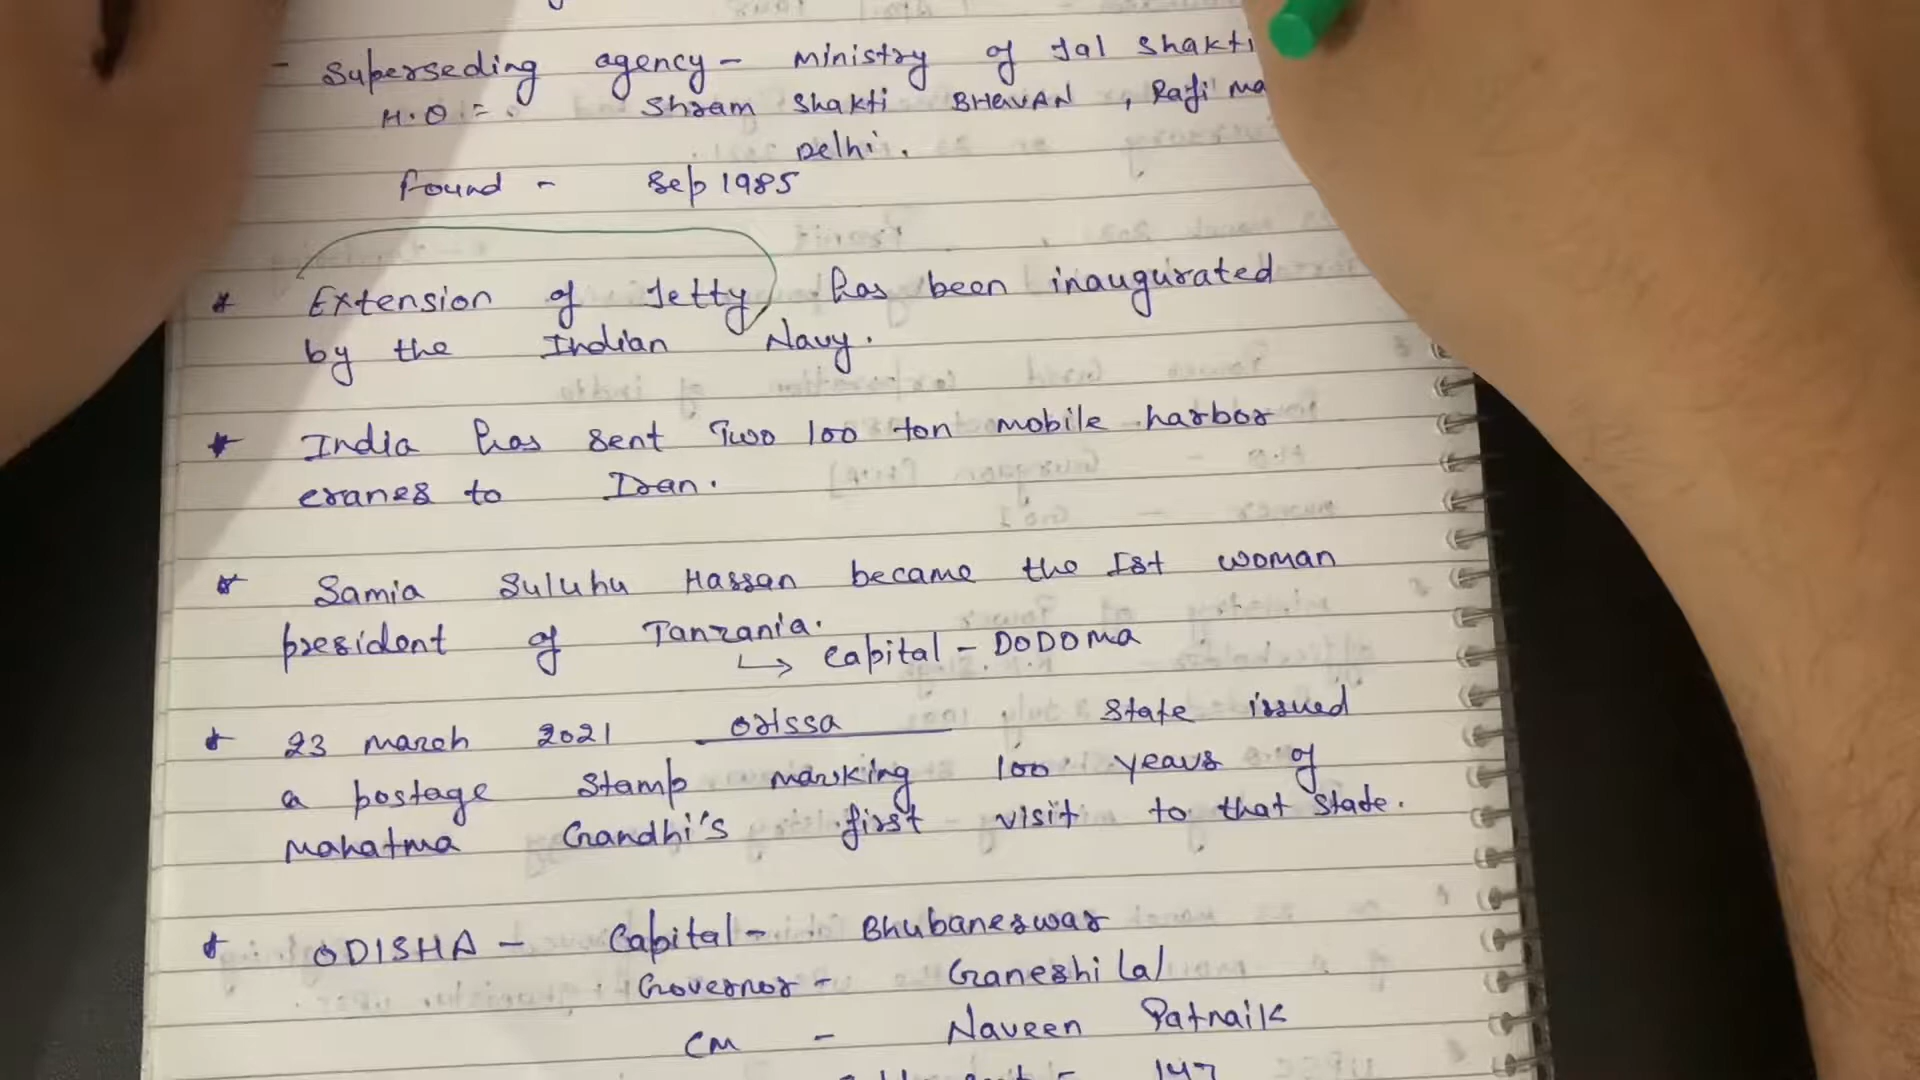 - Superseding agency - ministry of Jal Shakti
H.O = Shram Shakti BHAVAN , Rafi
Delhi.
Found - Sep 1985
* Extension of Jetty has been inaugurated
by the Indian Navy.
* India has sent Two 100 ton mobile harbor
cranes to Iran.
* Samia Suluhu Hassan became the Ist woman
president of Tanzania.
↳ Capital - DODOMA
* 23 march 2021 Orissa State issued
a postage Stamp marking 100 years of
Mahatma Gandhi's first visit to that State.
* ODISHA - Capital - Bhubaneswar
Governor - Ganeshi Lal
CM - Naveen Patnaik
147